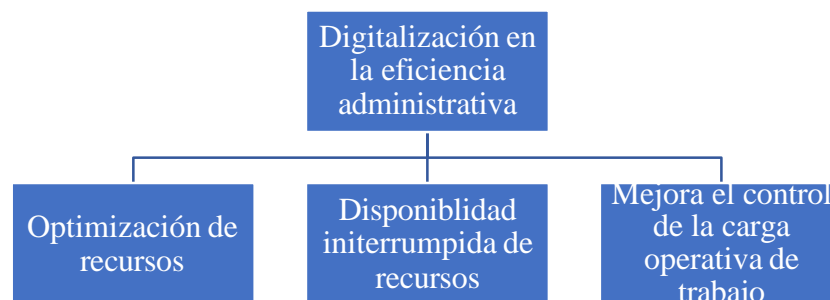 Digitalización en
la eficiencia
administrativa
Optimización de
recursos
Disponiblidad
initerrumpida de
recursos
Mejora el control
de la carga
operativa de
trabajo